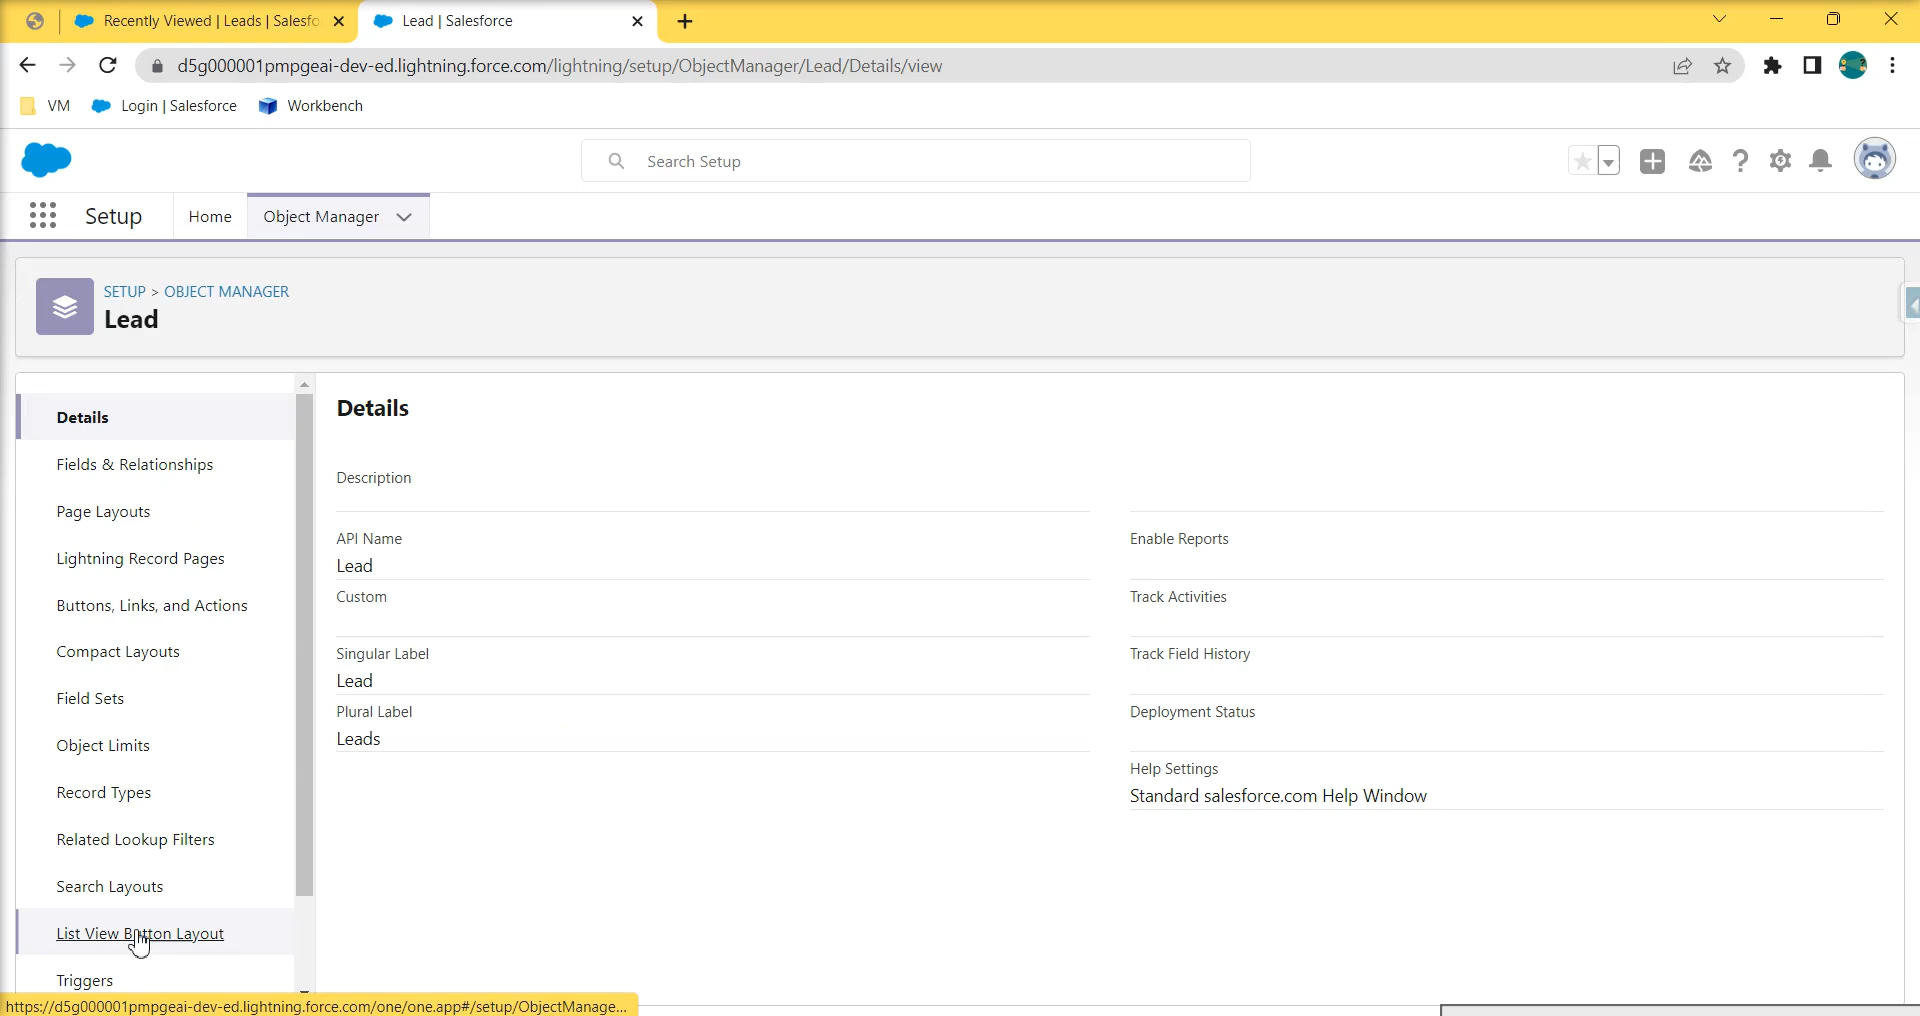 Recently Viewed | Leads | Salesfo
Lead | Salesforce
d5g000001pmpgeai-dev-ed.lightning.force.com/lightning/setup/ObjectManager/Lead/Details/view
VM
Login | Salesforce
Workbench
Search Setup
Setup
Home
Object Manager
SETUP > OBJECT MANAGER
Lead
Details
Fields & Relationships
Page Layouts
Lightning Record Pages
Buttons, Links, and Actions
Compact Layouts
Field Sets
Object Limits
Record Types
Related Lookup Filters
Search Layouts
List View Button Layout
Triggers
Details
Description
API Name
Lead
Custom
Singular Label
Lead
Plural Label
Leads
Enable Reports
Track Activities
Track Field History
Deployment Status
Help Settings
Standard salesforce.com Help Window
https://d5g000001pmpgeai-dev-ed.lightning.force.com/one/one.app#/setup/ObjectManage...